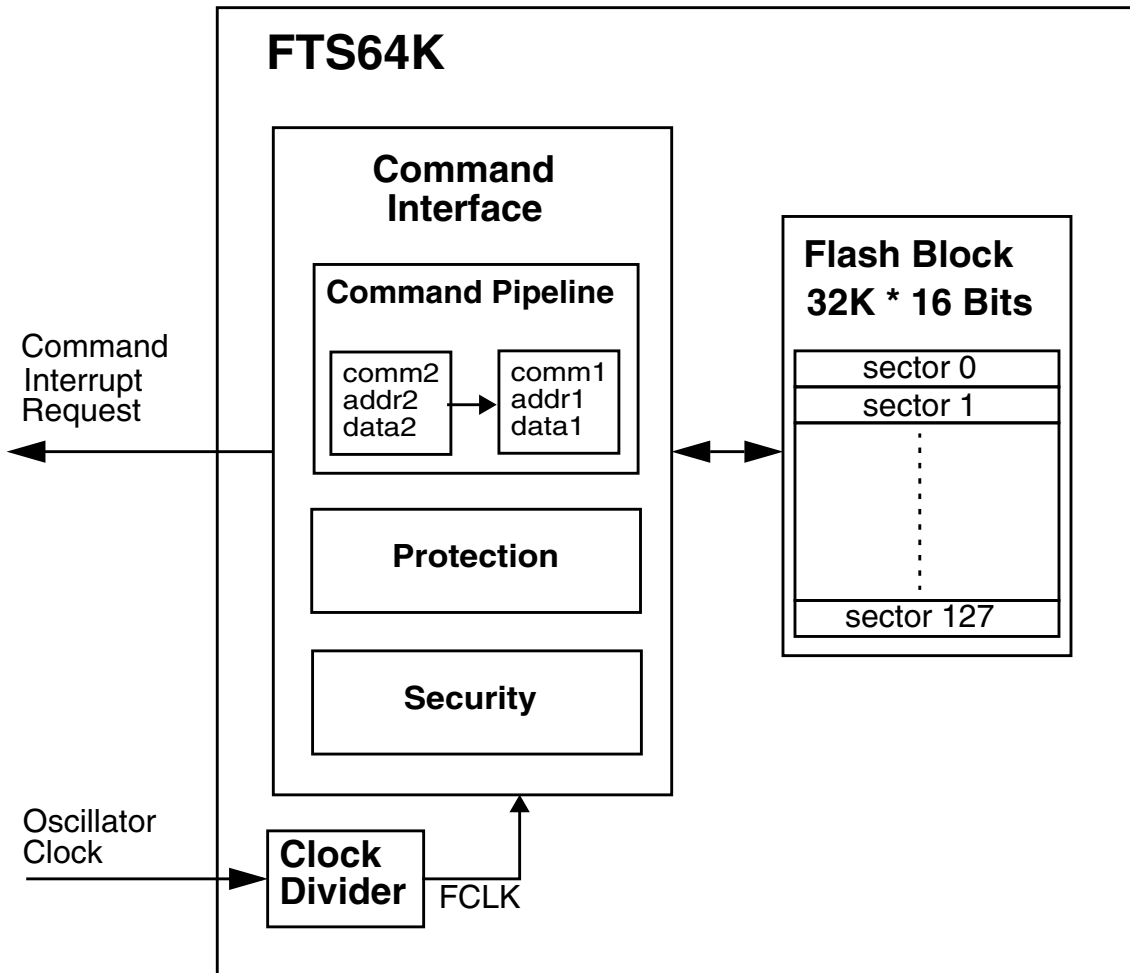 FTS64K
Command
Interface
Command Pipeline
comm2
addr2
data2
comm1
addr1
data1
Protection
Security
Flash Block
32K * 16 Bits
sector 0
sector 1
sector 127
Command
Interrupt
Request
Oscillator
Clock
Clock
Divider
FCLK